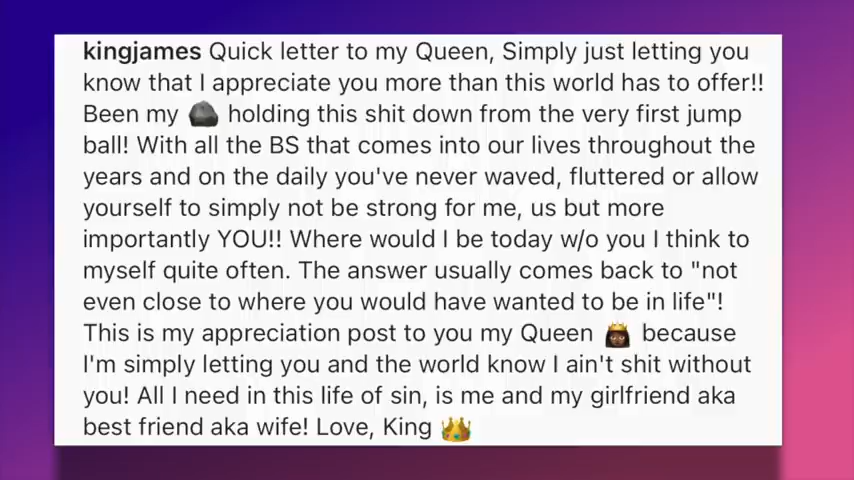 kingjames Quick letter to my Queen, Simply just letting you
know that I appreciate you more than this world has to offer!!
Been my 🪨 holding this shit down from the very first jump
ball! With all the BS that comes into our lives throughout the
years and on the daily you've never waved, fluttered or allow
yourself to simply not be strong for me, us but more
importantly YOU!! Where would I be today w/o you I think to
myself quite often. The answer usually comes back to "not
even close to where you would have wanted to be in life"!
This is my appreciation post to you my Queen 👸🏾 because
I'm simply letting you and the world know I ain't shit without
you! All I need in this life of sin, is me and my girlfriend aka
best friend aka wife! Love, King 👑